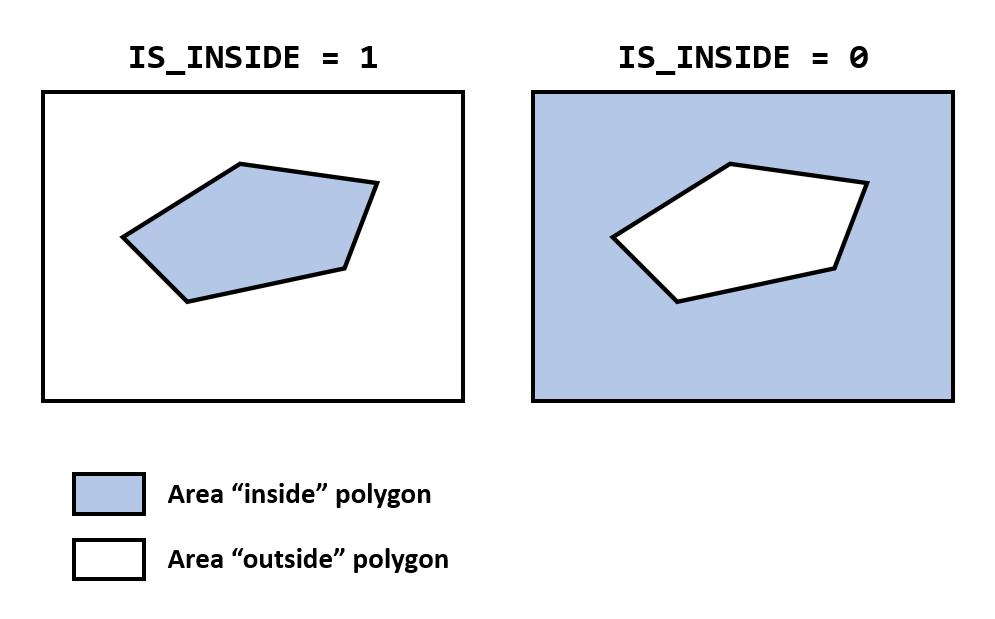 IS_INSIDE = 1
IS_INSIDE = 0
Area “inside” polygon
Area “outside” polygon